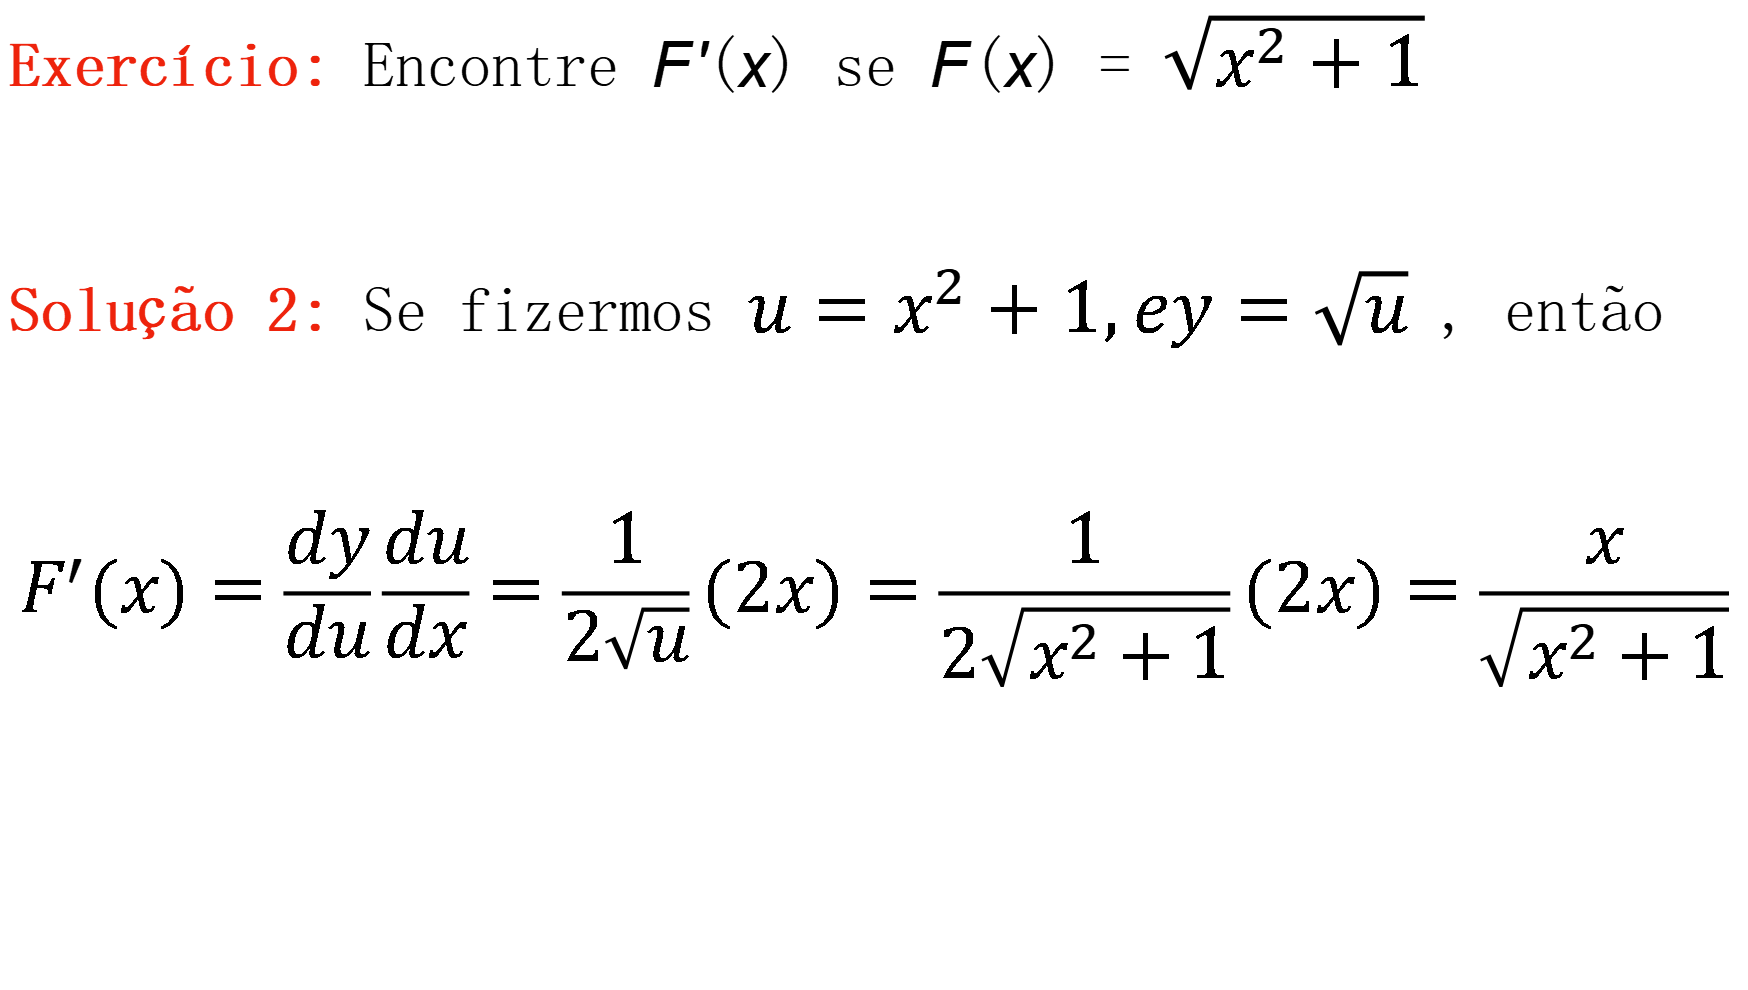 Exercício: Encontre F'(x) se F(x) = √(x² + 1)
Solução 2: Se fizermos u = x² + 1, ey = √u , então
F′(x) = dy/du du/dx = 1/(2√u) (2x) = 1/(2√(x² + 1)) (2x) = x/√(x² + 1)